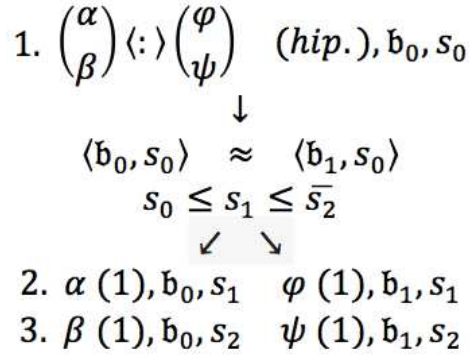 1. (α β) ⟨:⟩ (φ ψ) (hip.), 𝔟₀, s₀
↓
⟨𝔟₀, s₀⟩ ≈ ⟨𝔟₁, s₀⟩
s₀ ≤ s₁ ≤ s̅₂
↙ ↘
2. α (1), 𝔟₀, s₁ φ (1), 𝔟₁, s₁
3. β (1), 𝔟₀, s₂ ψ (1), 𝔟₁, s₂